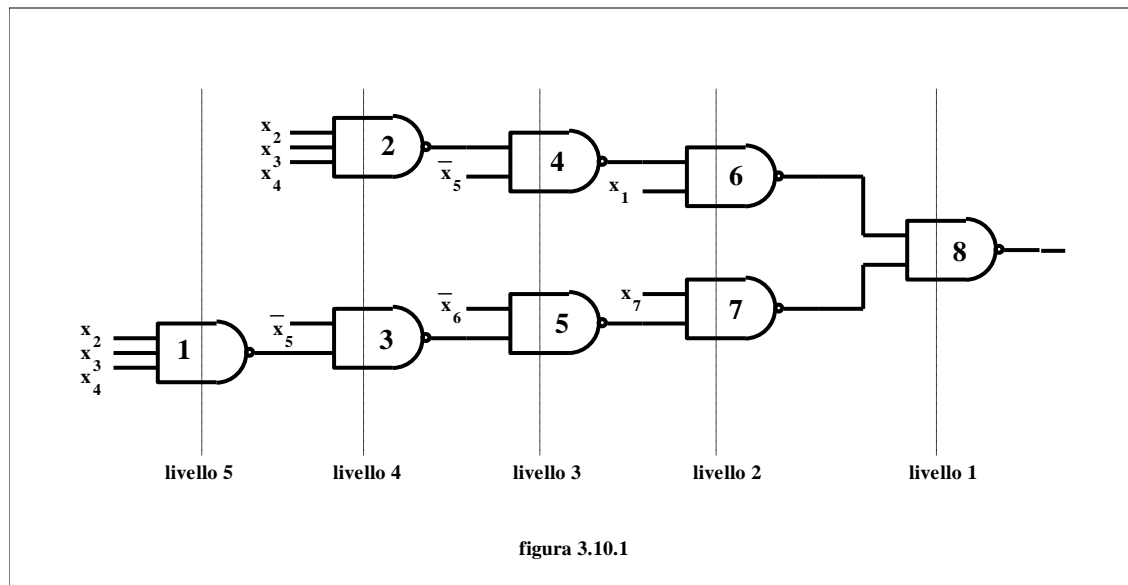 x2
x3
x4
2
x̅5
4
x1
6
8
x2
x3
x4
1
x̅5
3
x̅6
5
x7
7
livello 5
livello 4
livello 3
livello 2
livello 1
figura 3.10.1